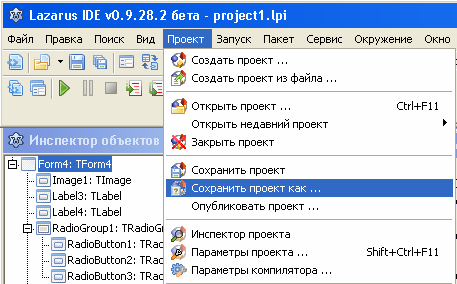 Lazarus IDE v0.9.28.2 бета - project1.lpi
Файл Правка Поиск Вид Проект Запуск Пакет Сервис Окружение Окно
Создать проект ...
Создать проект из файла ...
Открыть проект ... Ctrl+F11
Открыть недавний проект
Закрыть проект
Сохранить проект
Сохранить проект как ...
Опубликовать проект ...
Инспектор проекта
Параметры проекта ... Shift+Ctrl+F11
Параметры компилятора ...
Инспектор объектов
Form4: TForm4
Image1: TImage
Label3: TLabel
Label4: TLabel
RadioGroup1: TRadioG
RadioButton1: TRad
RadioButton2: TRad
RadioButton3: TRad